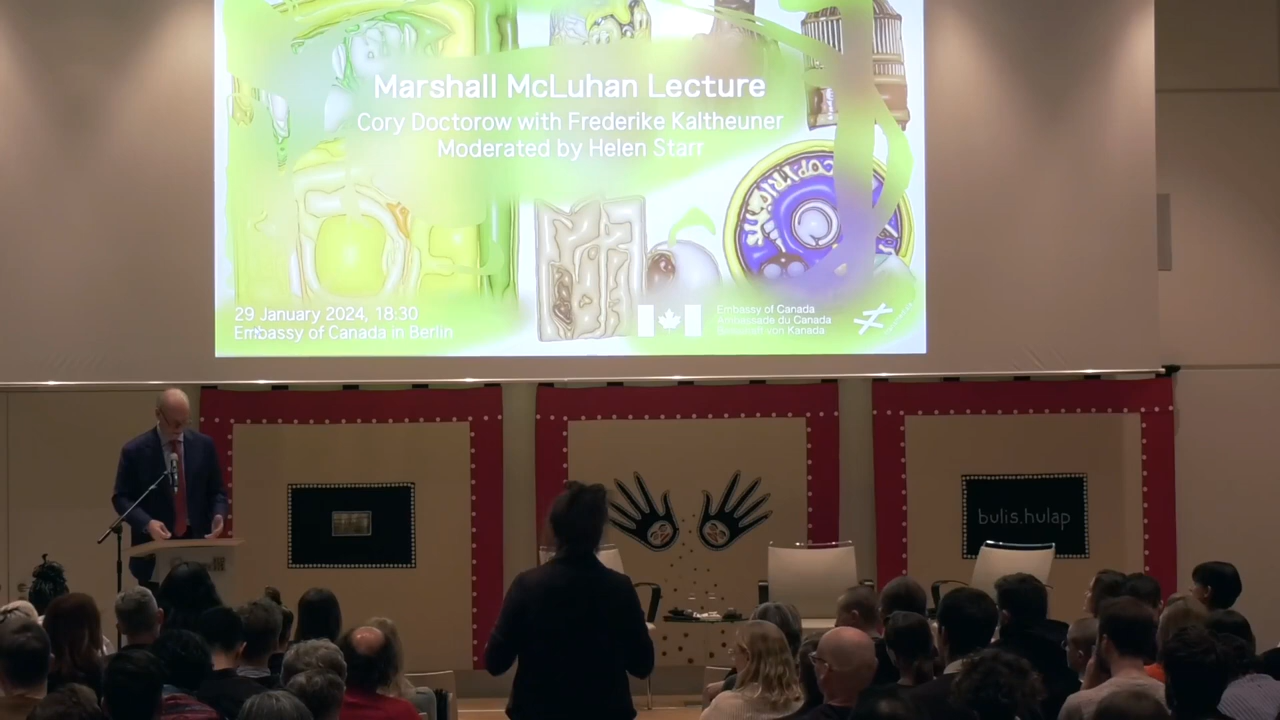 Marshall McLuhan Lecture
Cory Doctorow with Frederike Kaltheuner
Moderated by Helen Starr
29 January 2024, 18:30
Embassy of Canada in Berlin
Embassy of Canada
Ambassade du Canada
Botschaft von Kanada
bulis.hulap